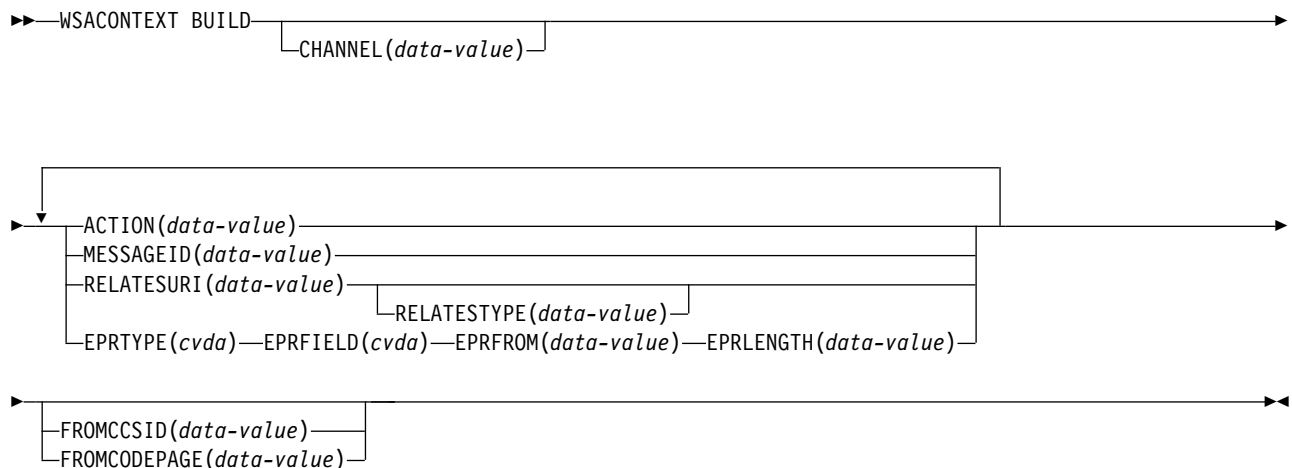 WSACONTEXT BUILD
CHANNEL(data-value)
ACTION(data-value)
MESSAGEID(data-value)
RELATESURI(data-value)
RELATESTYPE(data-value)
EPRTYPE(cvda) EPRFIELD(cvda) EPRFROM(data-value) EPRLENGTH(data-value)
FROMCCSID(data-value)
FROMCODEPAGE(data-value)